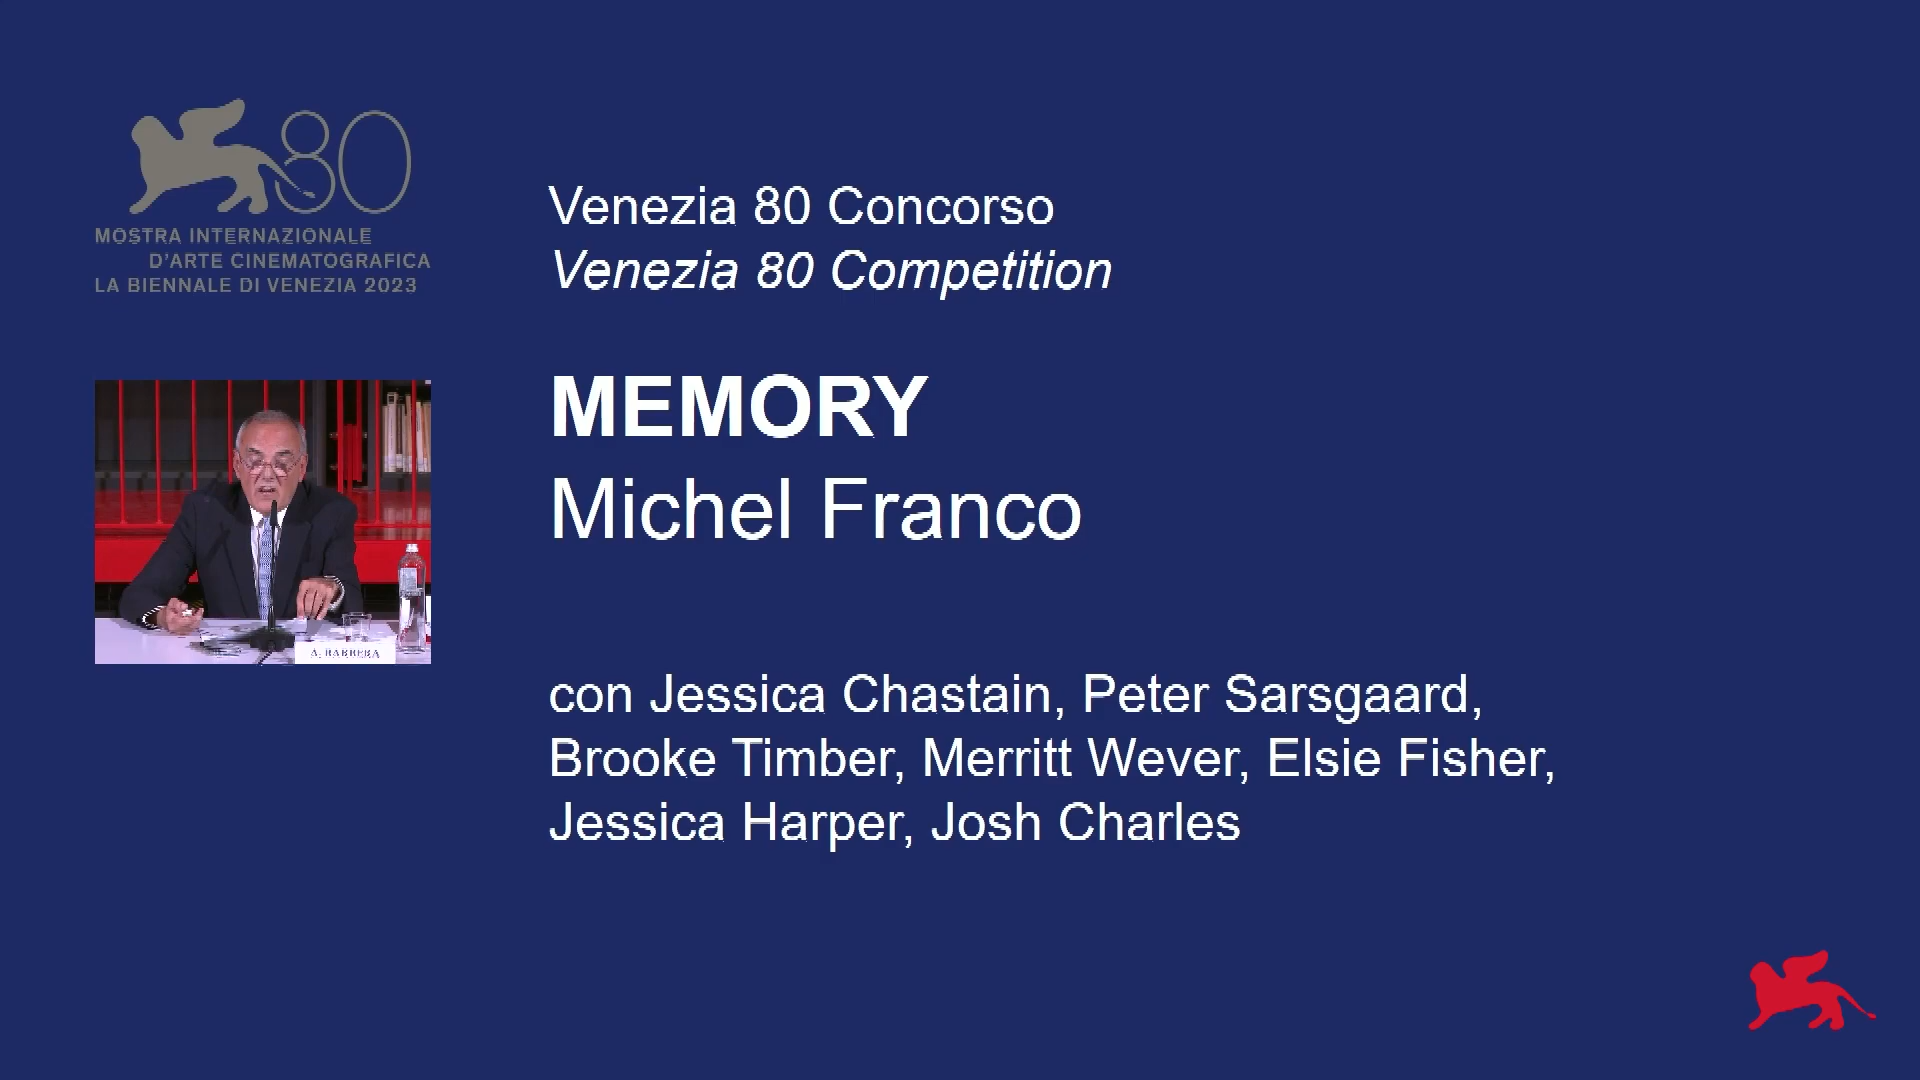 80
MOSTRA INTERNAZIONALE
D'ARTE CINEMATOGRAFICA
LA BIENNALE DI VENEZIA 2023
Venezia 80 Concorso
Venezia 80 Competition
MEMORY
Michel Franco
A. BARBERA
con Jessica Chastain, Peter Sarsgaard,
Brooke Timber, Merritt Wever, Elsie Fisher,
Jessica Harper, Josh Charles